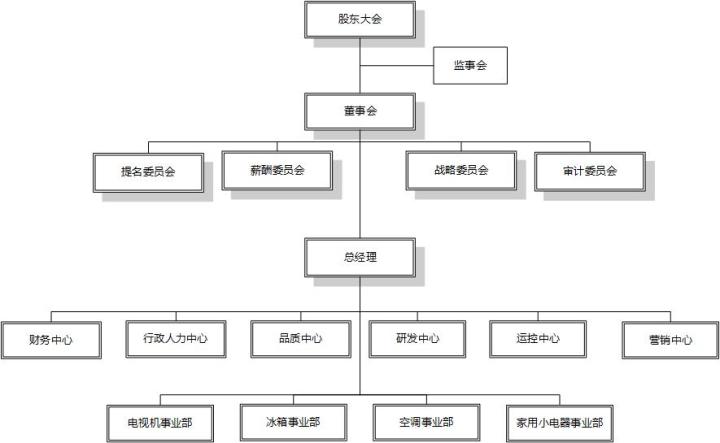 股东大会
监事会
董事会
提名委员会
薪酬委员会
战略委员会
审计委员会
总经理
财务中心
行政人力中心
品质中心
研发中心
运控中心
营销中心
电视机事业部
冰箱事业部
空调事业部
家用小电器事业部